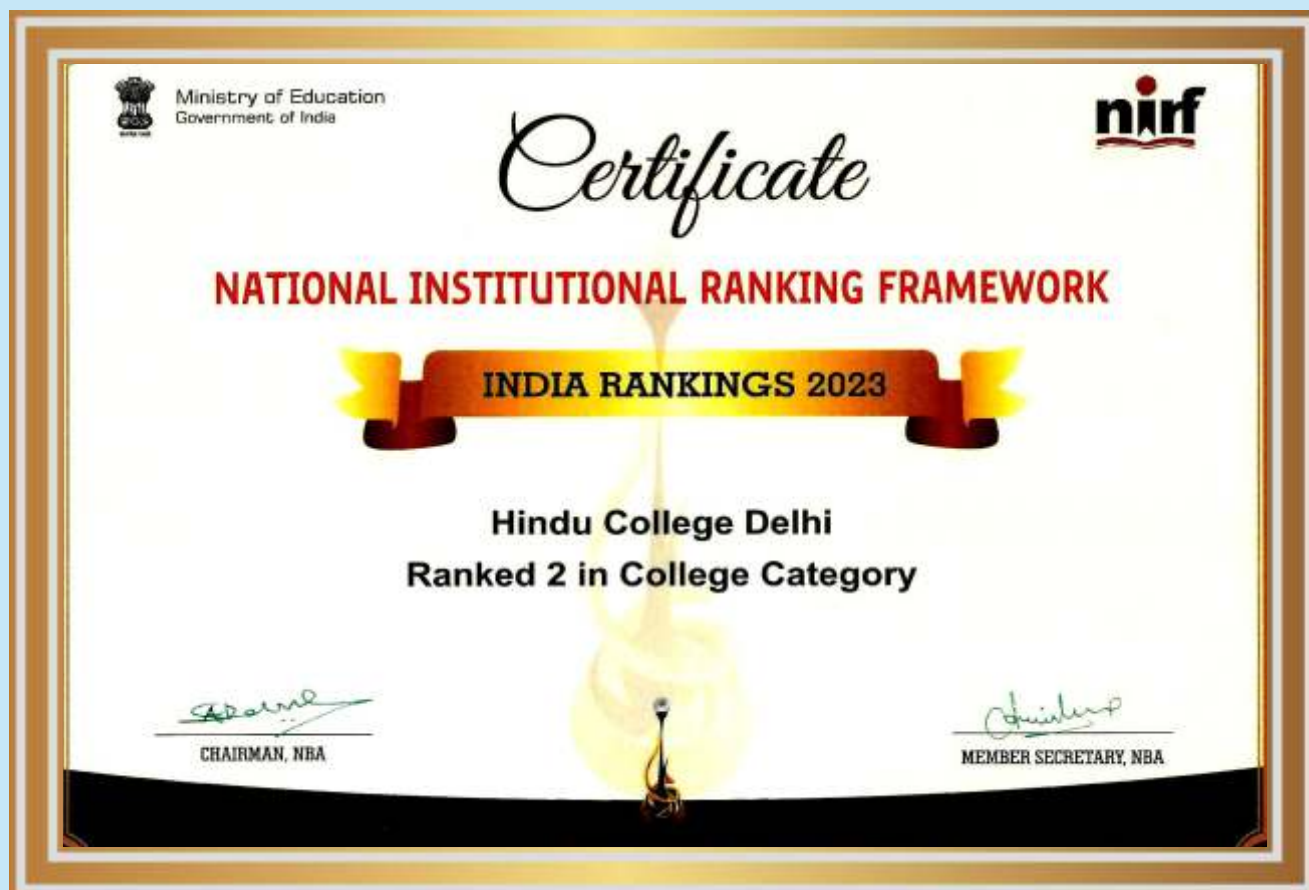 Ministry of Education
Government of India
nirf
Certificate
NATIONAL INSTITUTIONAL RANKING FRAMEWORK
INDIA RANKINGS 2023
Hindu College Delhi
Ranked 2 in College Category
CHAIRMAN, NBA
MEMBER SECRETARY, NBA